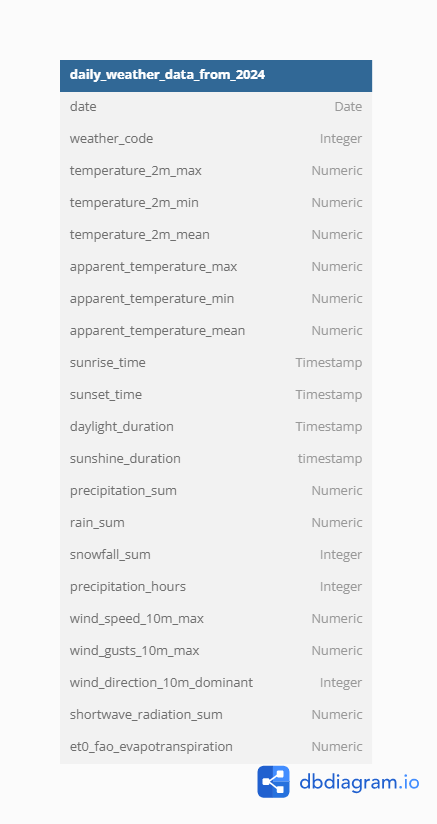 daily_weather_data_from_2024
date Date
weather_code Integer
temperature_2m_max Numeric
temperature_2m_min Numeric
temperature_2m_mean Numeric
apparent_temperature_max Numeric
apparent_temperature_min Numeric
apparent_temperature_mean Numeric
sunrise_time Timestamp
sunset_time Timestamp
daylight_duration Timestamp
sunshine_duration timestamp
precipitation_sum Numeric
rain_sum Numeric
snowfall_sum Integer
precipitation_hours Integer
wind_speed_10m_max Numeric
wind_gusts_10m_max Numeric
wind_direction_10m_dominant Integer
shortwave_radiation_sum Numeric
et0_fao_evapotranspiration Numeric
dbdiagram.io